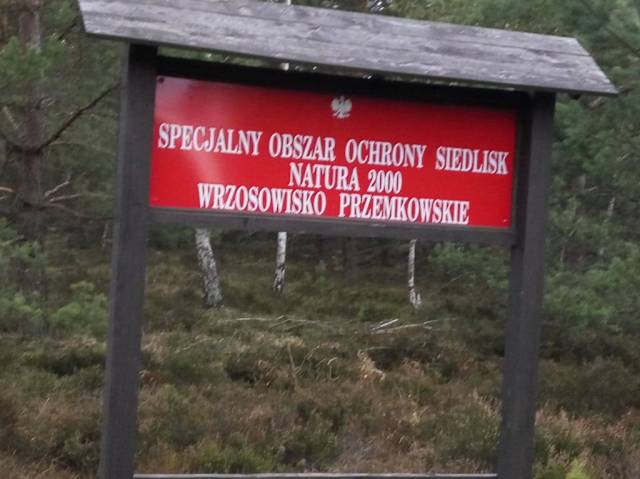 SPECJALNY OBSZAR OCHRONY SIEDLISK
NATURA 2000
WRZOSOWISKO PRZEMKOWSKIE